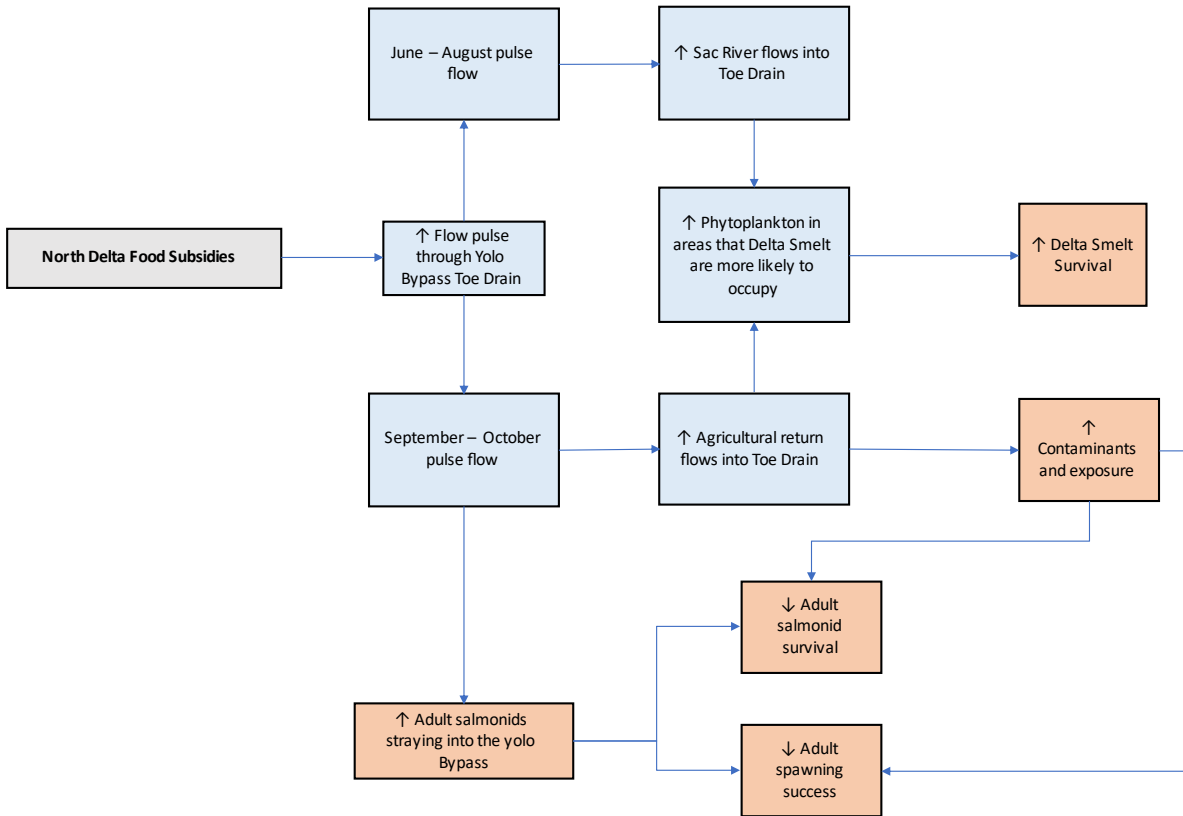 June – August pulse
flow
↑ Sac River flows into
Toe Drain
North Delta Food Subsidies
↑ Flow pulse
through Yolo
Bypass Toe Drain
↑ Phytoplankton in
areas that Delta Smelt
are more likely to
occupy
↑ Delta Smelt
Survival
September – October
pulse flow
↑ Agricultural return
flows into Toe Drain
↑
Contaminants
and exposure
↓ Adult
salmonid
survival
↑ Adult salmonids
straying into the yolo
Bypass
↓ Adult
spawning
success